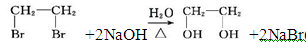 CH₂—CH₂ H₂O CH₂—CH₂
Br Br +2NaOH △ OH OH +2NaBr